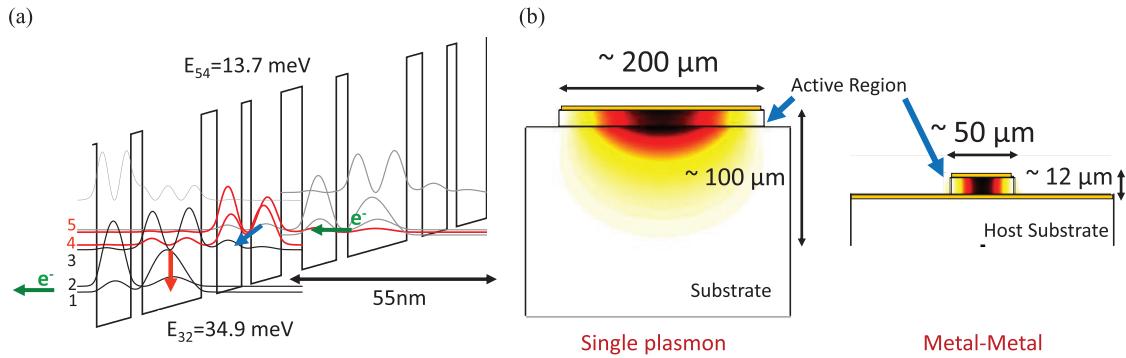 (a)
E54=13.7 meV
5
4
3
2
1
e-
e-
55nm
E32=34.9 meV
(b)
~ 200 µm
Active Region
~ 50 µm
~ 100 µm
~ 12 µm
Host Substrate
Substrate
Single plasmon
Metal-Metal